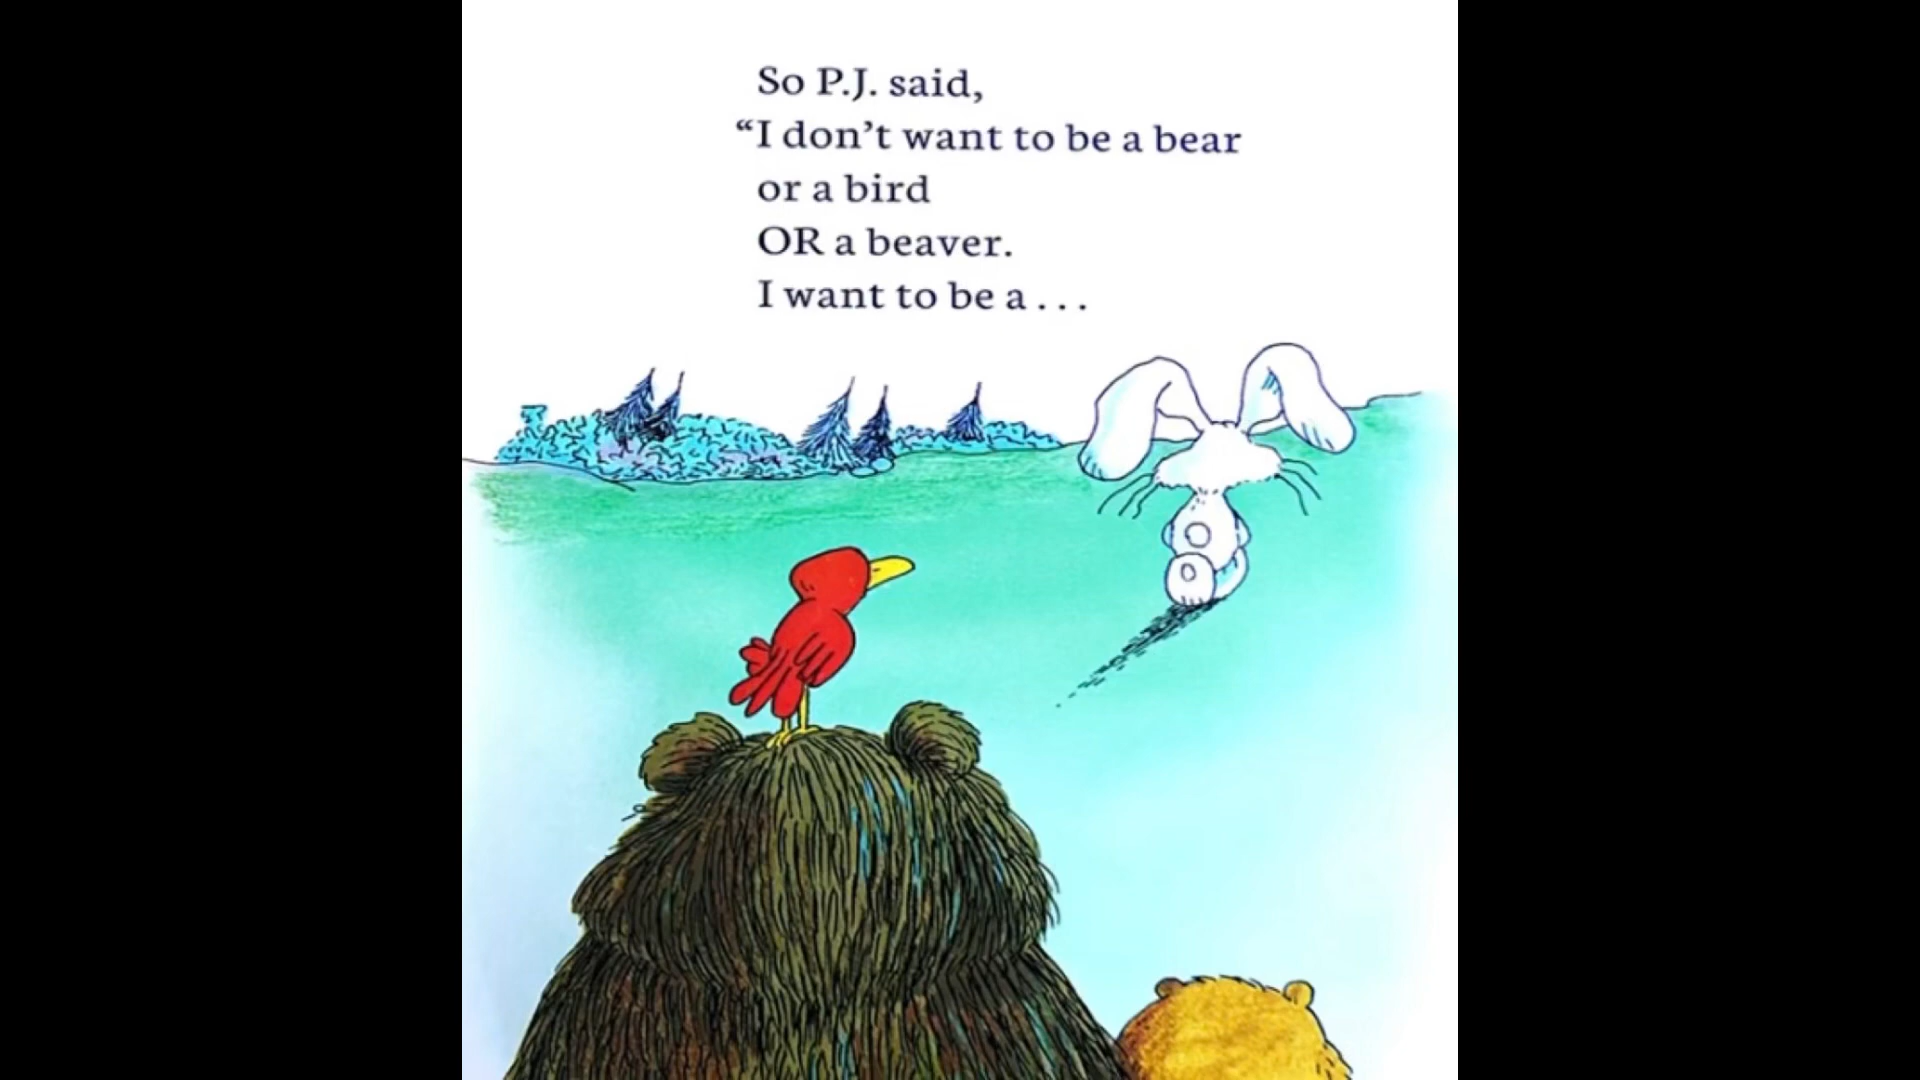 So P.J. said,
“I don’t want to be a bear
or a bird
OR a beaver.
I want to be a . . .